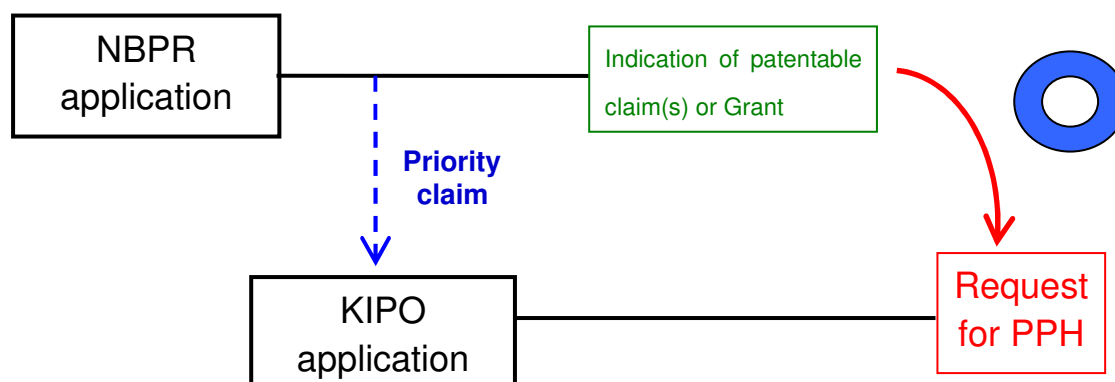 NBPR
application
Indication of patentable
claim(s) or Grant
Priority
claim
KIPO
application
Request
for PPH